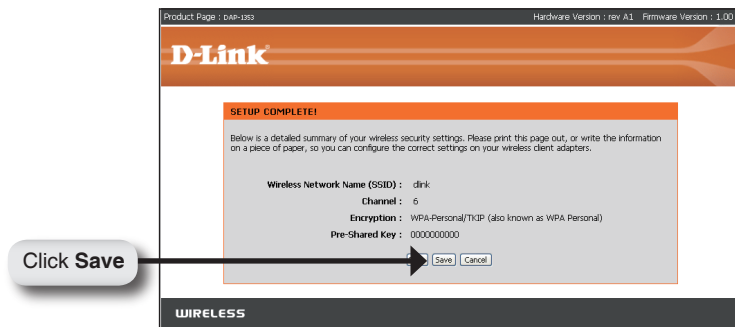 Product Page : DAP-1353 Hardware Version : rev A1 Firmware Version : 1.00
D-Link
SETUP COMPLETE!
Below is a detailed summary of your wireless security settings. Please print this page out, or write the information
on a piece of paper, so you can configure the correct settings on your wireless client adapters.
Wireless Network Name (SSID) : dlink
Channel : 6
Encryption : WPA-Personal/TKIP (also known as WPA Personal)
Pre-Shared Key : 0000000000
Click Save
Save Cancel
WIRELESS